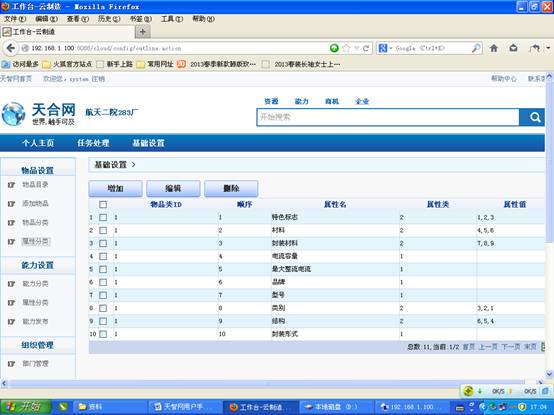 工作台-云制造 - Mozilla Firefox
文件(F) 编辑(E) 查看(V) 历史(S) 书签(B) 工具(T) 帮助(H)
工作台-云制造 +
192.168.1.100:8080/cloud/config/outline.action Google (Ctrl+E)
访问最多 火狐官方站点 新手上路 常用网址 2013春季新款韩版欧... 2013春装长袖女士上...
天智网首页 欢迎您,system 注销 帮助中心 联系客
天合网
世界,触手可及
航天二院283厂
资源 能力 商机 企业
开始搜索
个人主页 任务处理 基础设置
物品设置
物品目录
添加物品
物品分类
属性分类
能力设置
能力分类
属性分类
能力发布
组织管理
部门管理
基础设置 >
增加 编辑 删除
物品类ID 顺序 属性名 属性类 属性值
1 1 1 特色标志 2 1,2,3
2 1 2 材料 2 4,5,6
3 1 3 封装材料 2 7,8,9
4 1 4 电流容量 1
5 1 5 最大整流电流 1
6 1 6 品牌 1
7 1 7 型号 1
8 1 8 类别 2 3,2,1
9 1 9 结构 2 6,5,4
10 1 10 封装形式 1
总数:11,当前:1/2 首页 上一页 下一页 末页
0K/S 0K/S
开始 资料 天智网用户手... 工作台-云制造... 本地磁盘 (D:) 192.168.1.100... 17:04